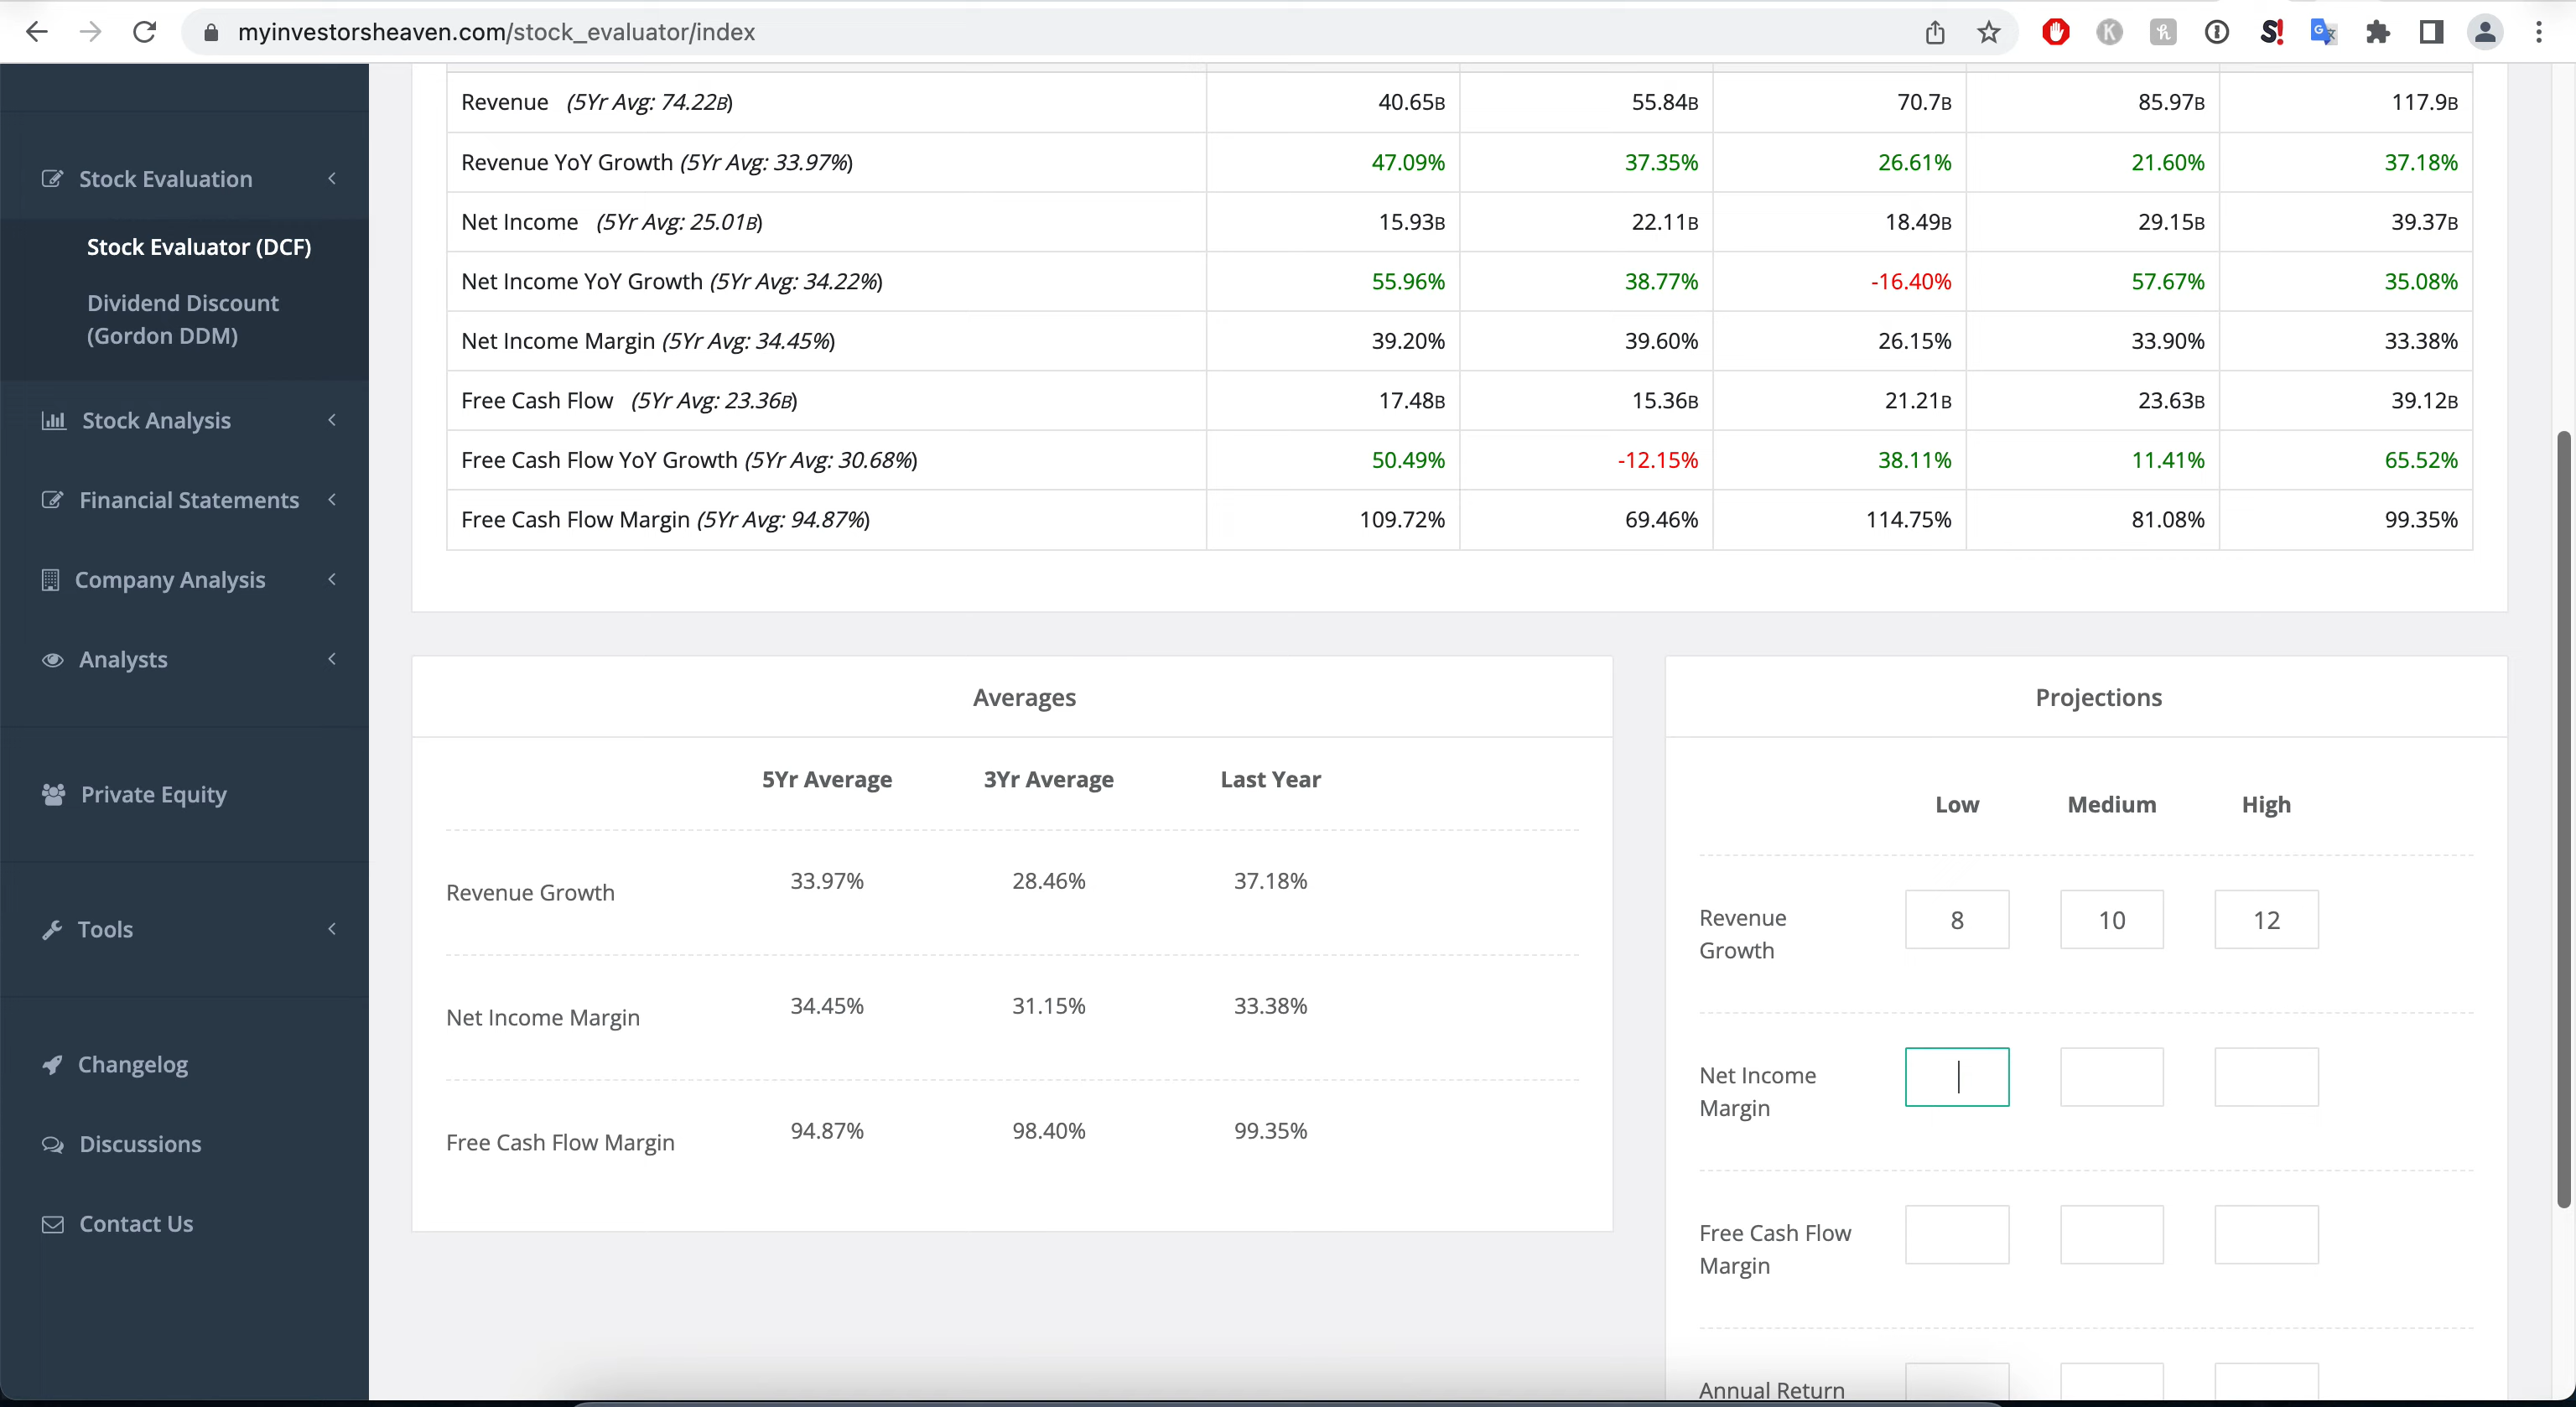 myinvestorsheaven.com/stock_evaluator/index
Stock Evaluation
Stock Evaluator (DCF)
Dividend Discount
(Gordon DDM)
Stock Analysis
Financial Statements
Company Analysis
Analysts
Private Equity
Tools
Changelog
Discussions
Contact Us
Revenue (5Yr Avg: 74.22B) 40.65B 55.84B 70.7B 85.97B 117.9B
Revenue YoY Growth (5Yr Avg: 33.97%) 47.09% 37.35% 26.61% 21.60% 37.18%
Net Income (5Yr Avg: 25.01B) 15.93B 22.11B 18.49B 29.15B 39.37B
Net Income YoY Growth (5Yr Avg: 34.22%) 55.96% 38.77% -16.40% 57.67% 35.08%
Net Income Margin (5Yr Avg: 34.45%) 39.20% 39.60% 26.15% 33.90% 33.38%
Free Cash Flow (5Yr Avg: 23.36B) 17.48B 15.36B 21.21B 23.63B 39.12B
Free Cash Flow YoY Growth (5Yr Avg: 30.68%) 50.49% -12.15% 38.11% 11.41% 65.52%
Free Cash Flow Margin (5Yr Avg: 94.87%) 109.72% 69.46% 114.75% 81.08% 99.35%
Averages
5Yr Average 3Yr Average Last Year
Revenue Growth 33.97% 28.46% 37.18%
Net Income Margin 34.45% 31.15% 33.38%
Free Cash Flow Margin 94.87% 98.40% 99.35%
Projections
Low Medium High
Revenue
Growth 8 10 12
Net Income
Margin
Free Cash Flow
Margin
Annual Return